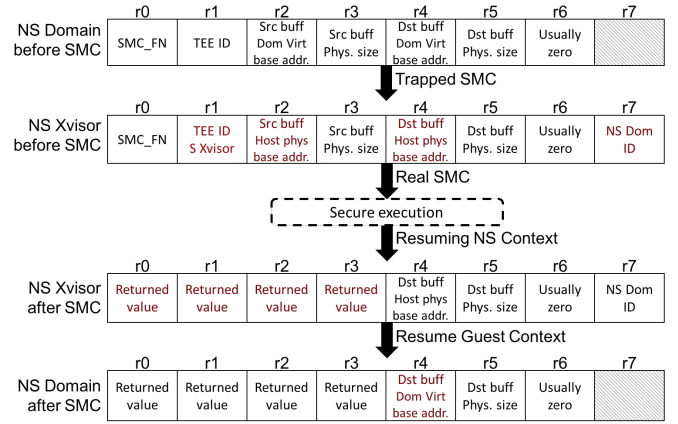 r0 r1 r2 r3 r4 r5 r6 r7
NS Domain
before SMC
SMC_FN
TEE ID
Src buff
Dom Virt
base addr.
Src buff
Phys. size
Dst buff
Dom Virt
base addr.
Dst buff
Phys. size
Usually
zero
Trapped SMC
r0 r1 r2 r3 r4 r5 r6 r7
NS Xvisor
before SMC
SMC_FN
TEE ID
S Xvisor
Src buff
Host phys
base addr.
Src buff
Phys. size
Dst buff
Host phys
base addr.
Dst buff
Phys. size
Usually
zero
NS Dom
ID
Real SMC
Secure execution
Resuming NS Context
r0 r1 r2 r3 r4 r5 r6 r7
NS Xvisor
after SMC
Returned
value
Returned
value
Returned
value
Returned
value
Dst buff
Host phys
base addr.
Dst buff
Phys. size
Usually
zero
NS Dom
ID
Resume Guest Context
r0 r1 r2 r3 r4 r5 r6 r7
NS Domain
after SMC
Returned
value
Returned
value
Returned
value
Returned
value
Dst buff
Dom Virt
base addr.
Dst buff
Phys. size
Usually
zero